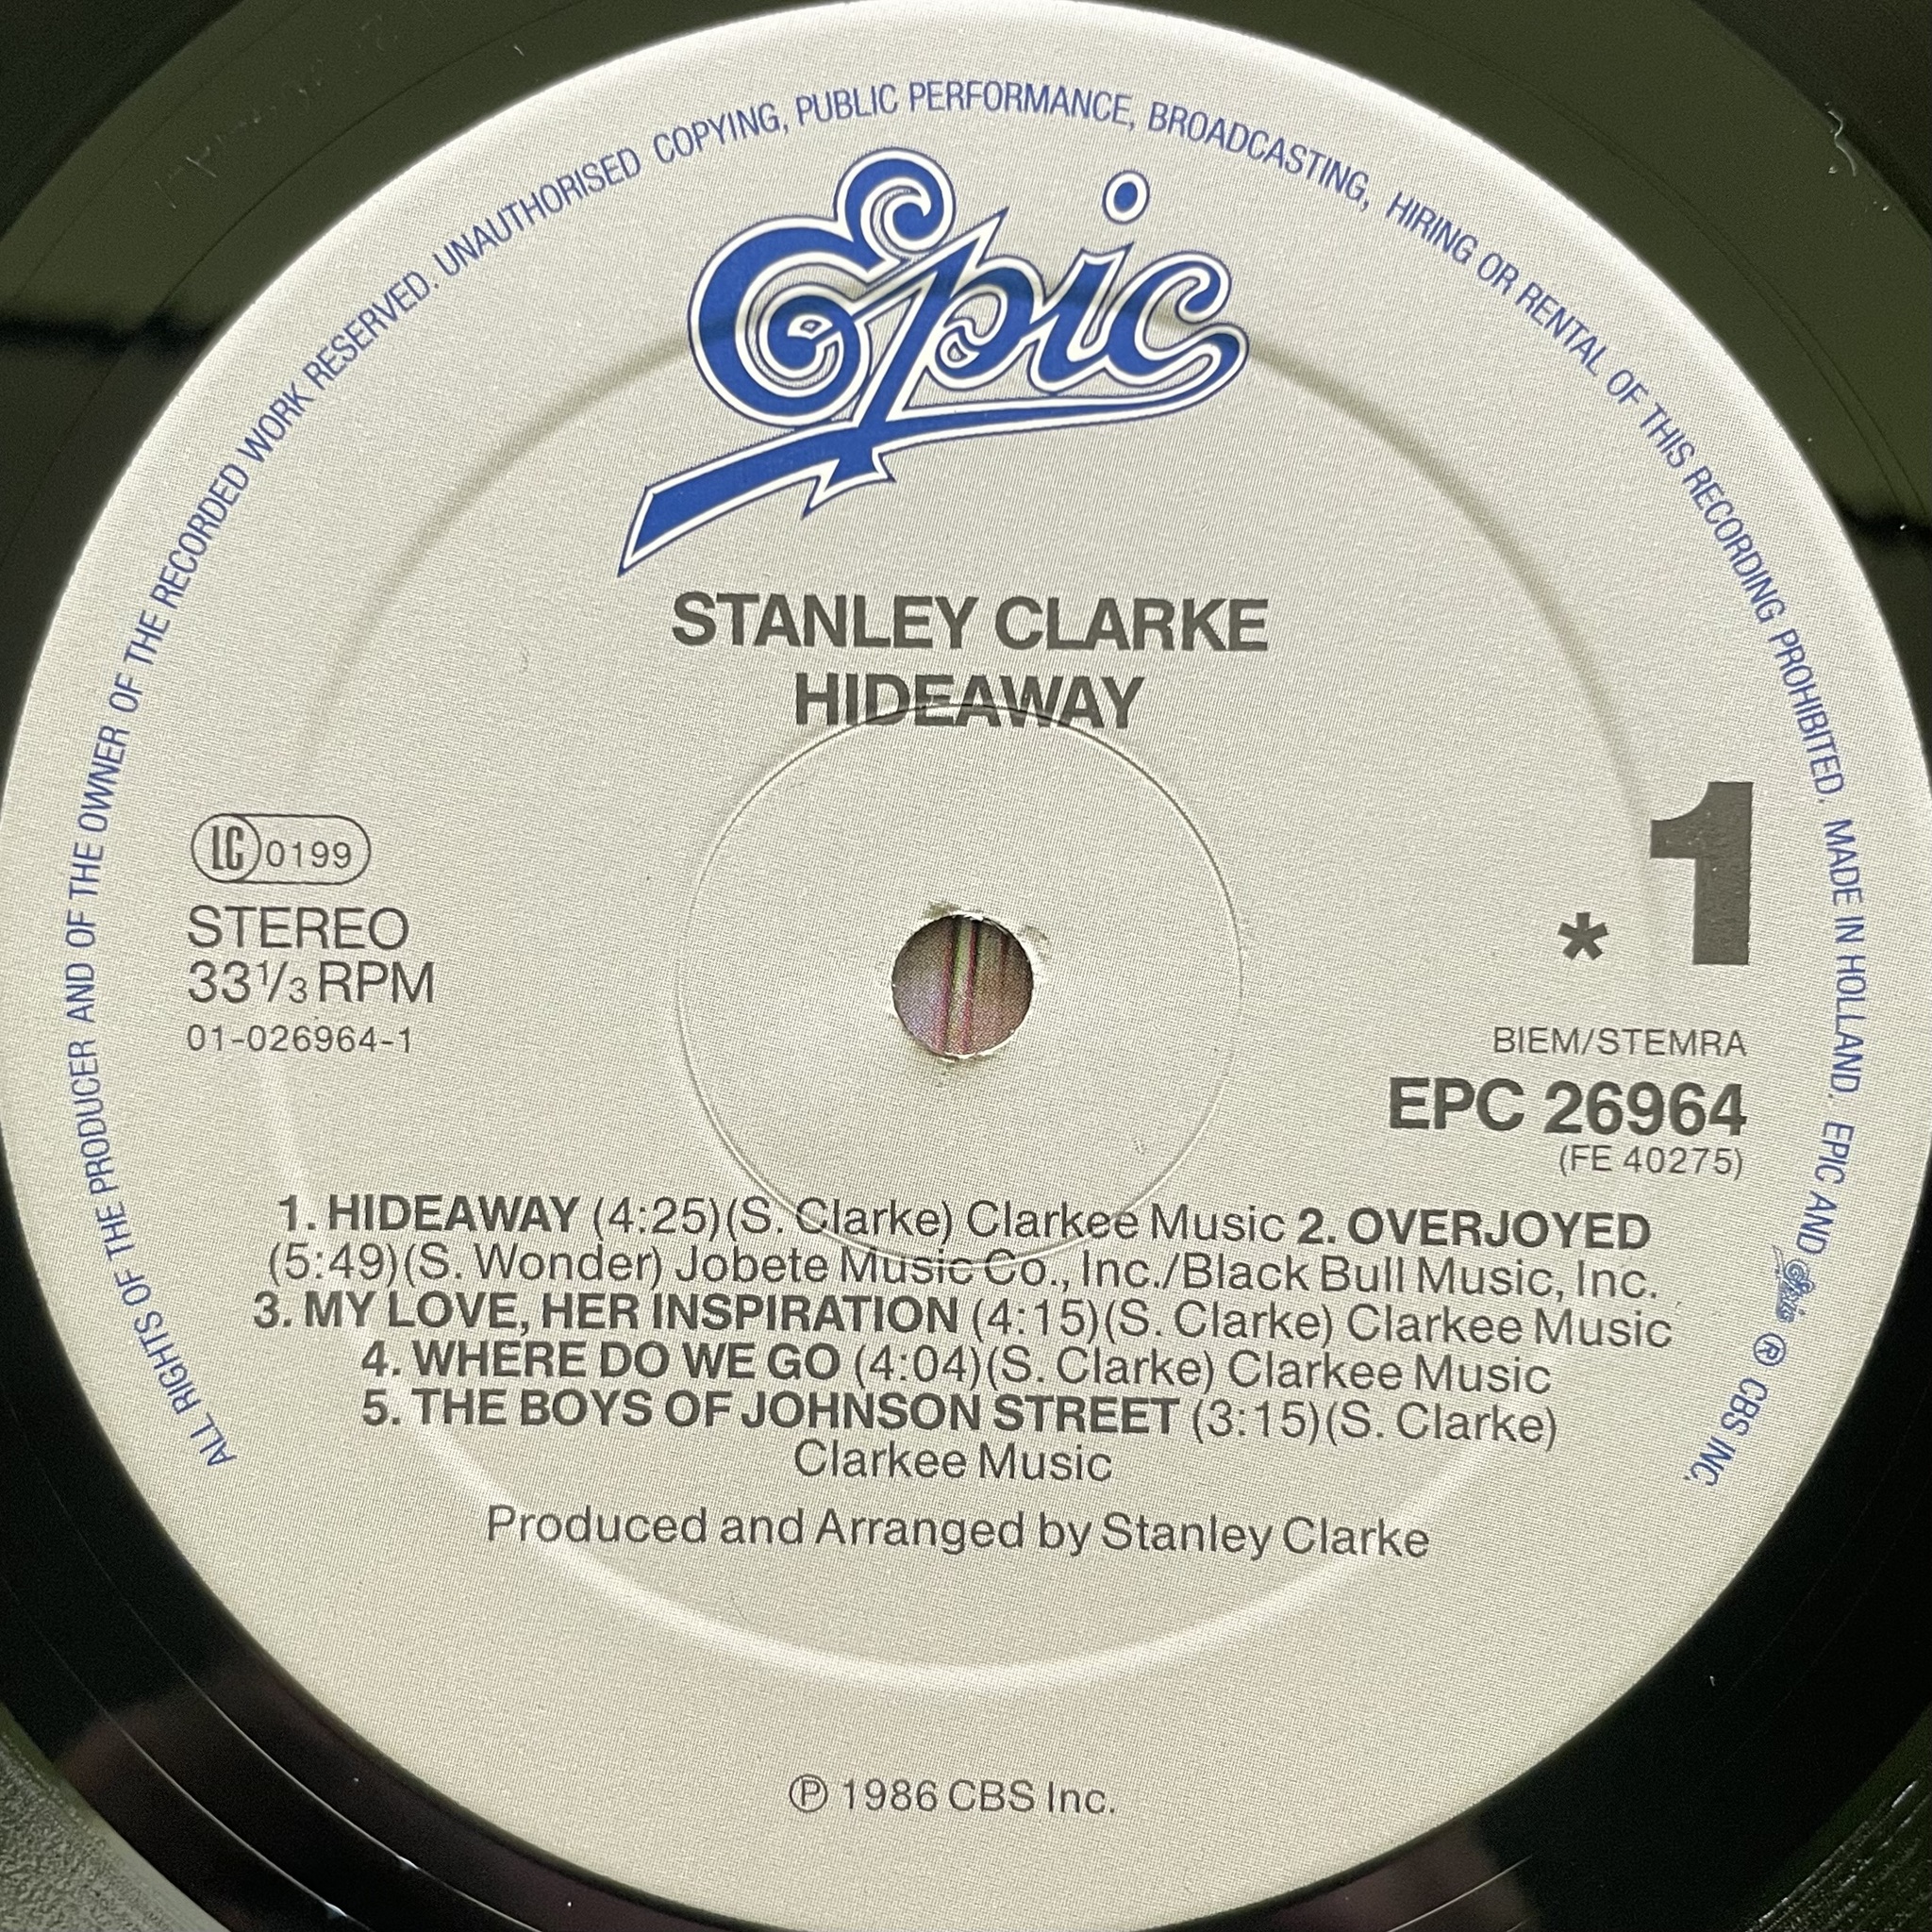 ALL RIGHTS OF THE PRODUCER AND OF THE OWNER OF THE RECORDED WORK RESERVED. UNAUTHORISED COPYING, PUBLIC PERFORMANCE, BROADCASTING, HIRING OR RENTAL OF THIS RECORDING PROHIBITED. MADE IN HOLLAND. EPIC AND Epic ® CBS INC.
Epic
STANLEY CLARKE
HIDEAWAY
LC 0199
STEREO
33 1/3 RPM
01-026964-1
* 1
BIEM/STEMRA
EPC 26964
(FE 40275)
1. HIDEAWAY (4:25)(S. Clarke) Clarkee Music 2. OVERJOYED
(5:49)(S. Wonder) Jobete Music Co., Inc./Black Bull Music, Inc.
3. MY LOVE, HER INSPIRATION (4:15)(S. Clarke) Clarkee Music
4. WHERE DO WE GO (4:04)(S. Clarke) Clarkee Music
5. THE BOYS OF JOHNSON STREET (3:15)(S. Clarke)
Clarkee Music
Produced and Arranged by Stanley Clarke
℗ 1986 CBS Inc.